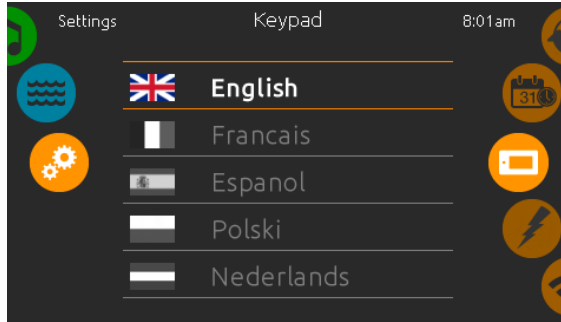 Settings Keypad 8:01am
English
31
Francais
Espanol
Polski
Nederlands